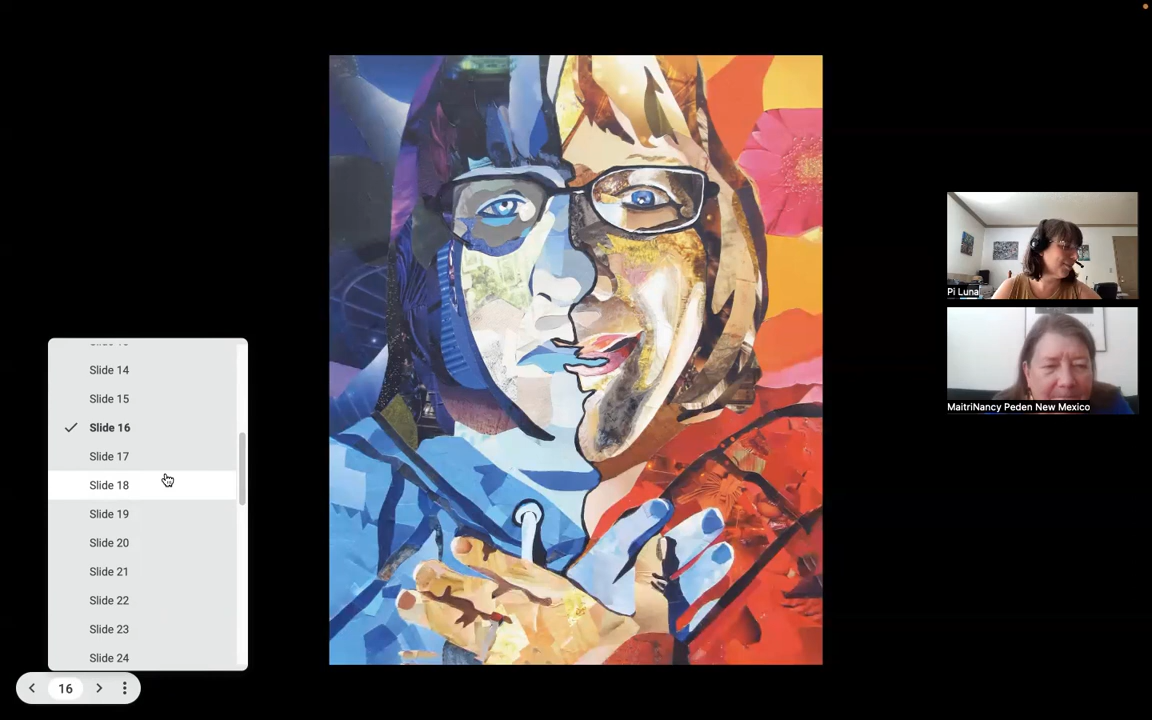 Slide 14
Slide 15
Slide 16
Slide 17
Slide 18
Slide 19
Slide 20
Slide 21
Slide 22
Slide 23
Slide 24
16
Pi Luna
MaitriNancy Peden New Mexico